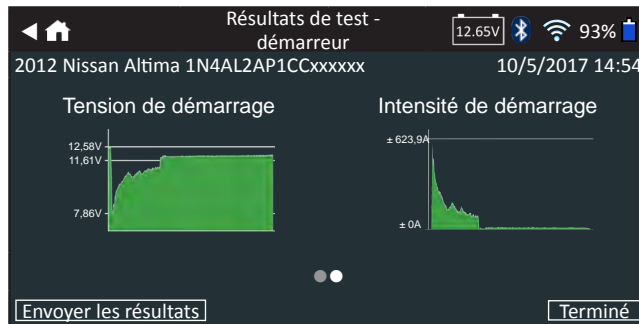 Résultats de test -
démarreur
12.65V
93%
2012 Nissan Altima 1N4AL2AP1CCxxxxxx
10/5/2017 14:54
Tension de démarrage
Intensité de démarrage
12,58V
11,61V
7,86V
± 623,9A
± 0A
Envoyer les résultats
Terminé